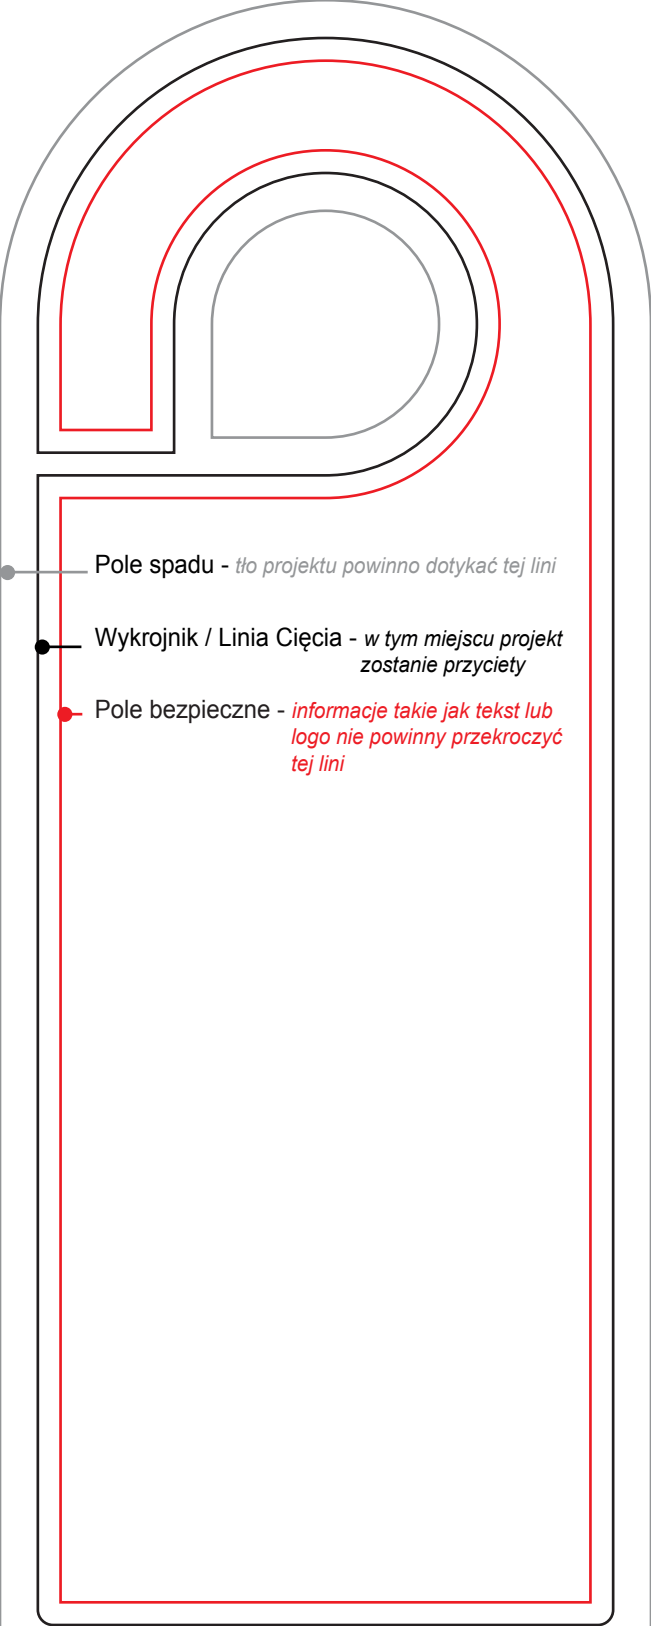 Pole spadu - tło projektu powinno dotykać tej lini
Wykrojnik / Linia Cięcia - w tym miejscu projekt
zostanie przyciety
Pole bezpieczne - informacje takie jak tekst lub
logo nie powinny przekroczyć
tej lini